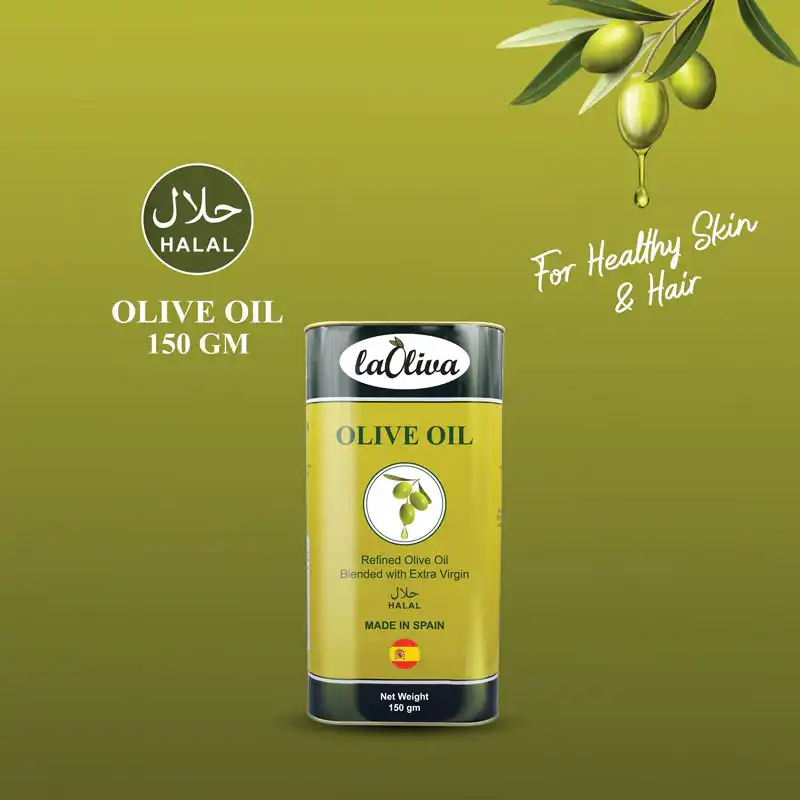 حلال
HALAL
OLIVE OIL
150 GM
For Healthy Skin
& Hair
laOliva
OLIVE OIL
Refined Olive Oil
Blended with Extra Virgin
حلال
HALAL
MADE IN SPAIN
Net Weight
150 gm